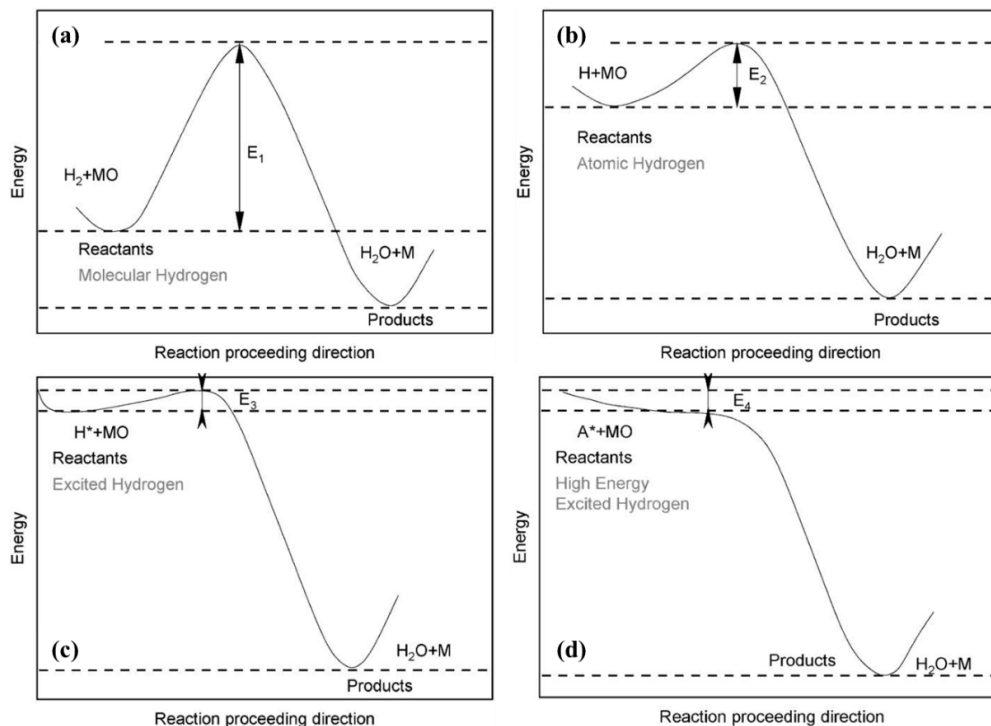 (a)
E₁
H₂+MO
Reactants
Molecular Hydrogen
H₂O+M
Products
Energy
Reaction proceeding direction
(b)
H+MO
E₂
Reactants
Atomic Hydrogen
H₂O+M
Products
Energy
Reaction proceeding direction
E₃
H*+MO
Reactants
Excited Hydrogen
(c)
H₂O+M
Products
Energy
Reaction proceeding direction
E₄
A*+MO
Reactants
High Energy
Excited Hydrogen
(d)
Products
H₂O+M
Energy
Reaction proceeding direction